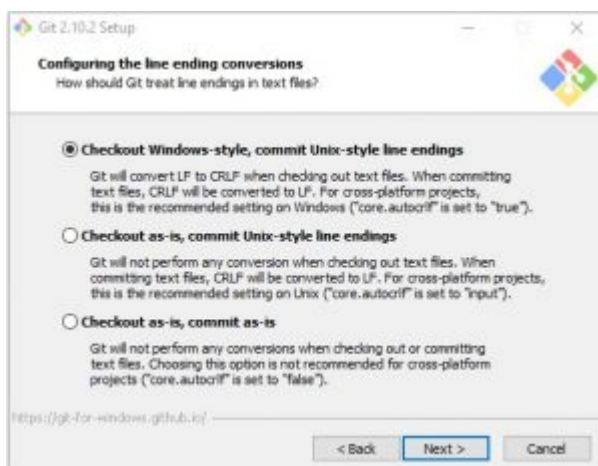 Git 2.10.2 Setup
Configuring the line ending conversions
How should Git treat line endings in text files?
Checkout Windows-style, commit Unix-style line endings
Git will convert LF to CRLF when checking out text files. When committing
text files, CRLF will be converted to LF. For cross-platform projects,
this is the recommended setting on Windows ("core.autocrlf" is set to "true").
Checkout as-is, commit Unix-style line endings
Git will not perform any conversion when checking out text files. When
committing text files, CRLF will be converted to LF. For cross-platform projects,
this is the recommended setting on Unix ("core.autocrlf" is set to "input").
Checkout as-is, commit as-is
Git will not perform any conversions when checking out or committing
text files. Choosing this option is not recommended for cross-platform
projects ("core.autocrlf" is set to "false").
https://git-for-windows.github.io/
< Back Next > Cancel